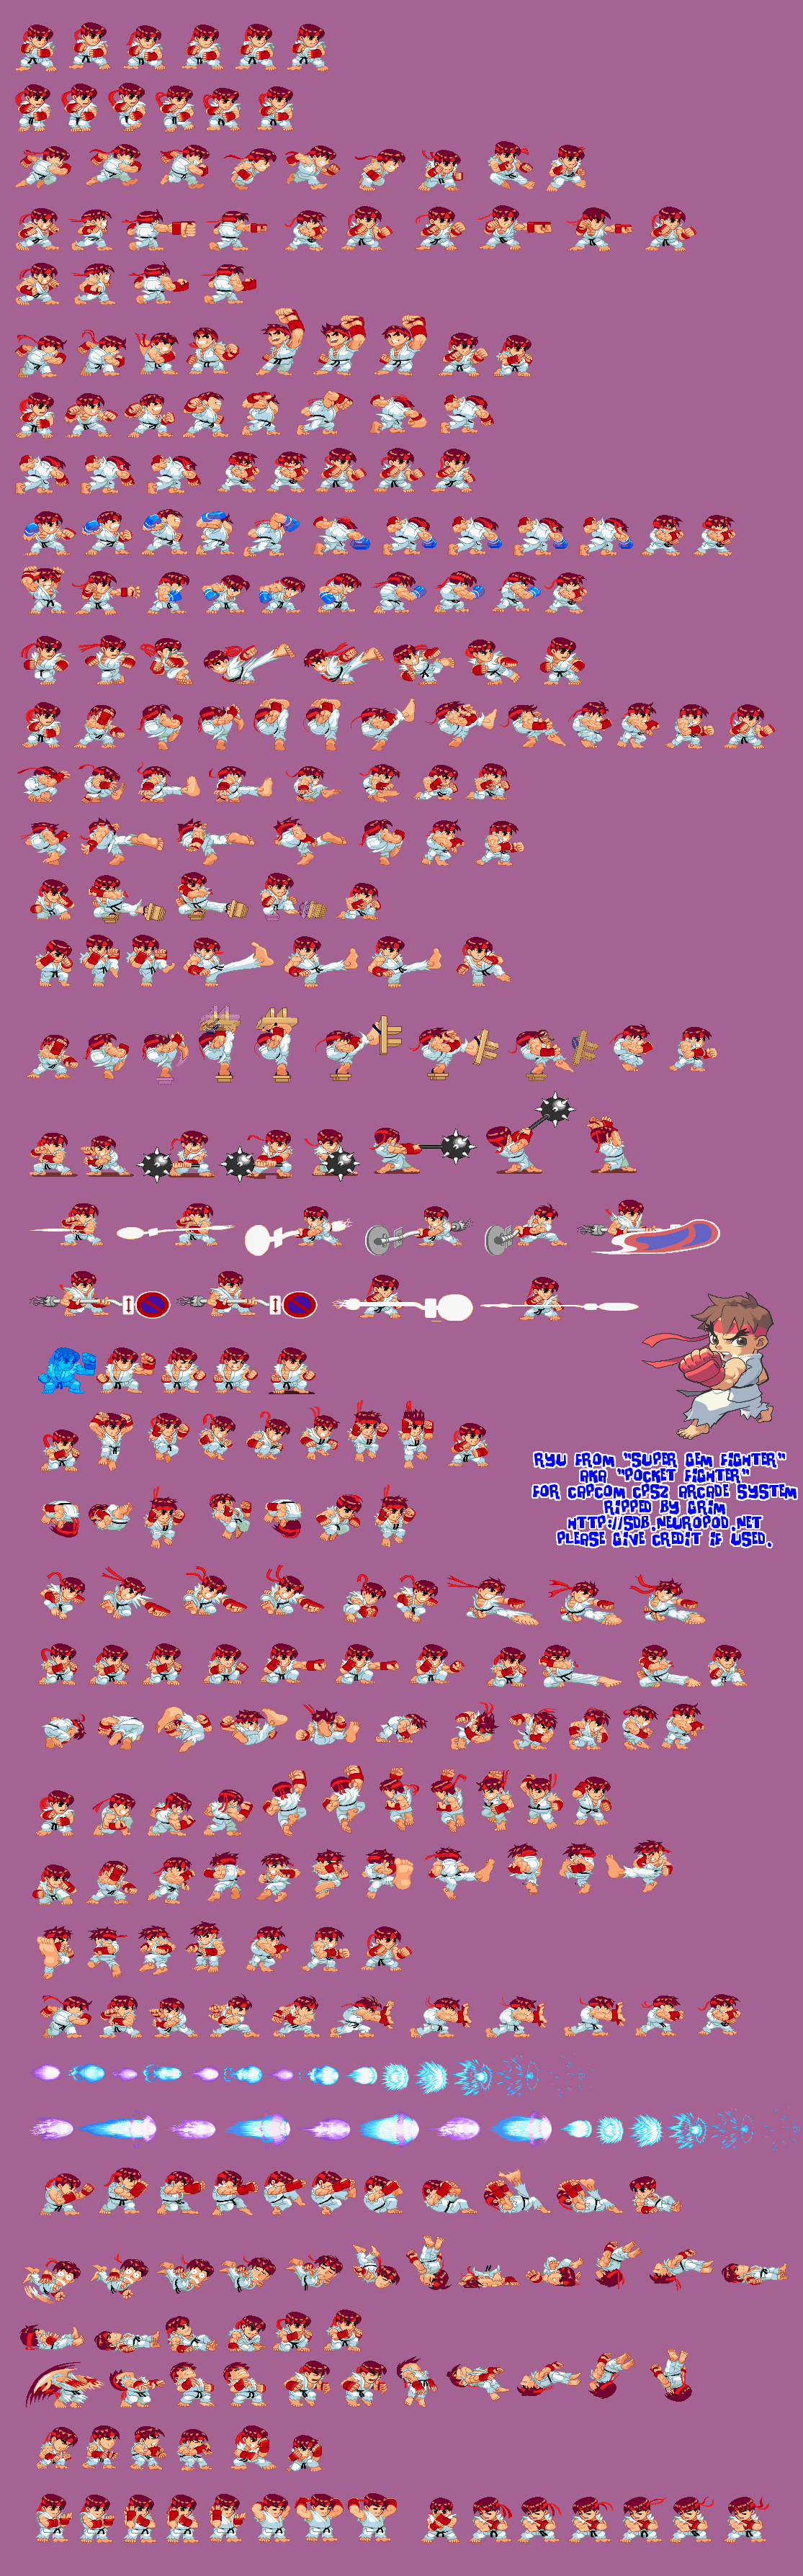 RYU FROM "SUPER GEM FIGHTER"
AKA "POCKET FIGHTER"
FOR CAPCOM CPS2 ARCADE SYSTEM
RIPPED BY GRIM
HTTP://SDB.NEUROPOD.NET
PLEASE GIVE CREDIT IF USED.